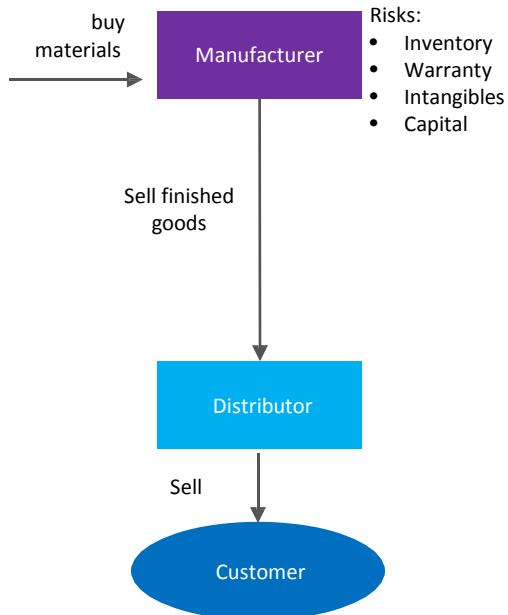 buy
materials
Manufacturer
Risks:
• Inventory
• Warranty
• Intangibles
• Capital
Sell finished
goods
Distributor
Sell
Customer